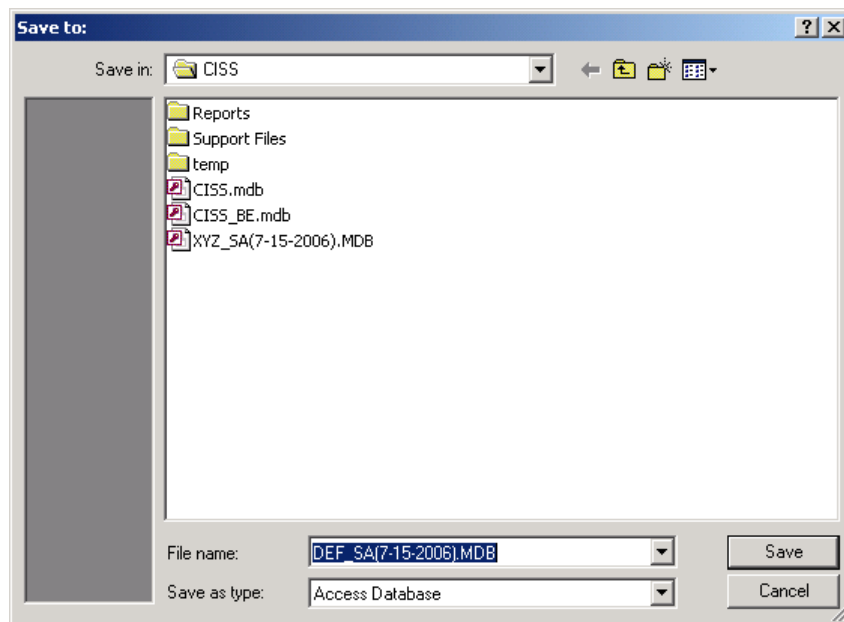 Save to:
Save in: CISS
Reports
Support Files
temp
CISS.mdb
CISS_BE.mdb
XYZ_SA(7-15-2006).MDB
File name: DEF_SA(7-15-2006).MDB Save
Save as type: Access Database Cancel